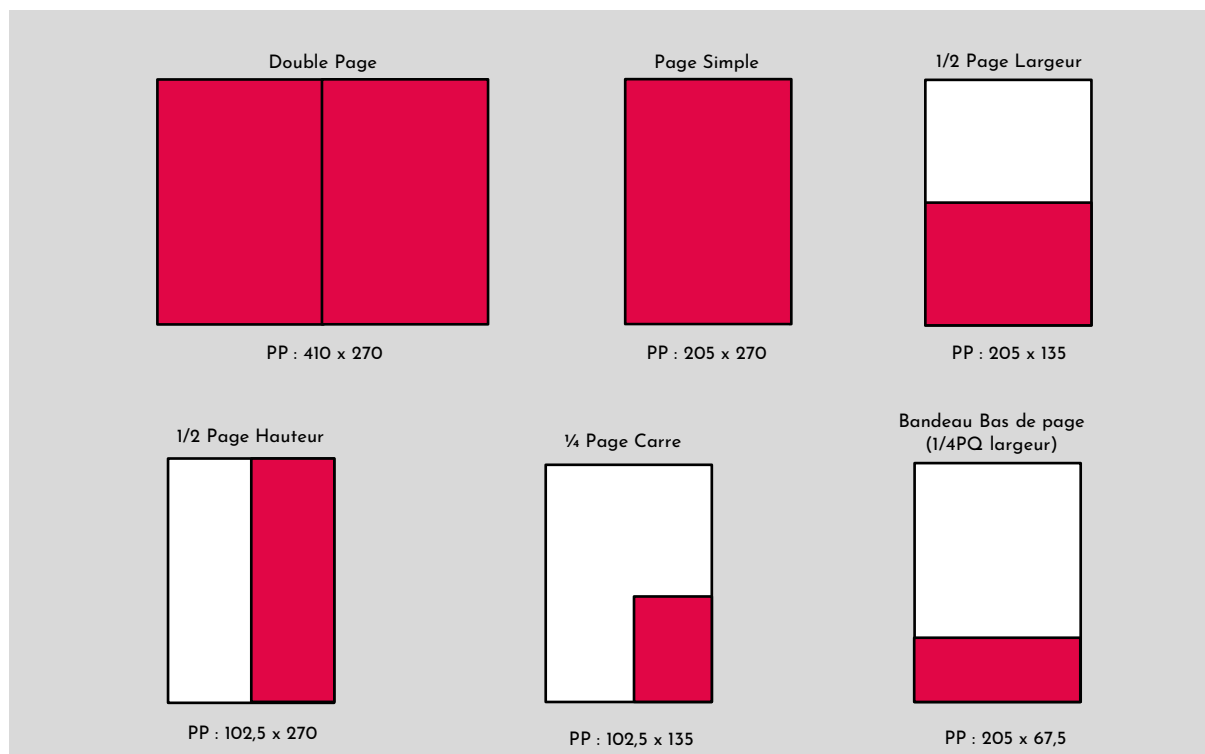 Double Page
Page Simple
1/2 Page Largeur
PP : 410 x 270
PP : 205 x 270
PP : 205 x 135
1/2 Page Hauteur
¼ Page Carre
Bandeau Bas de page
(1/4PQ largeur)
PP : 102,5 x 270
PP : 102,5 x 135
PP : 205 x 67,5